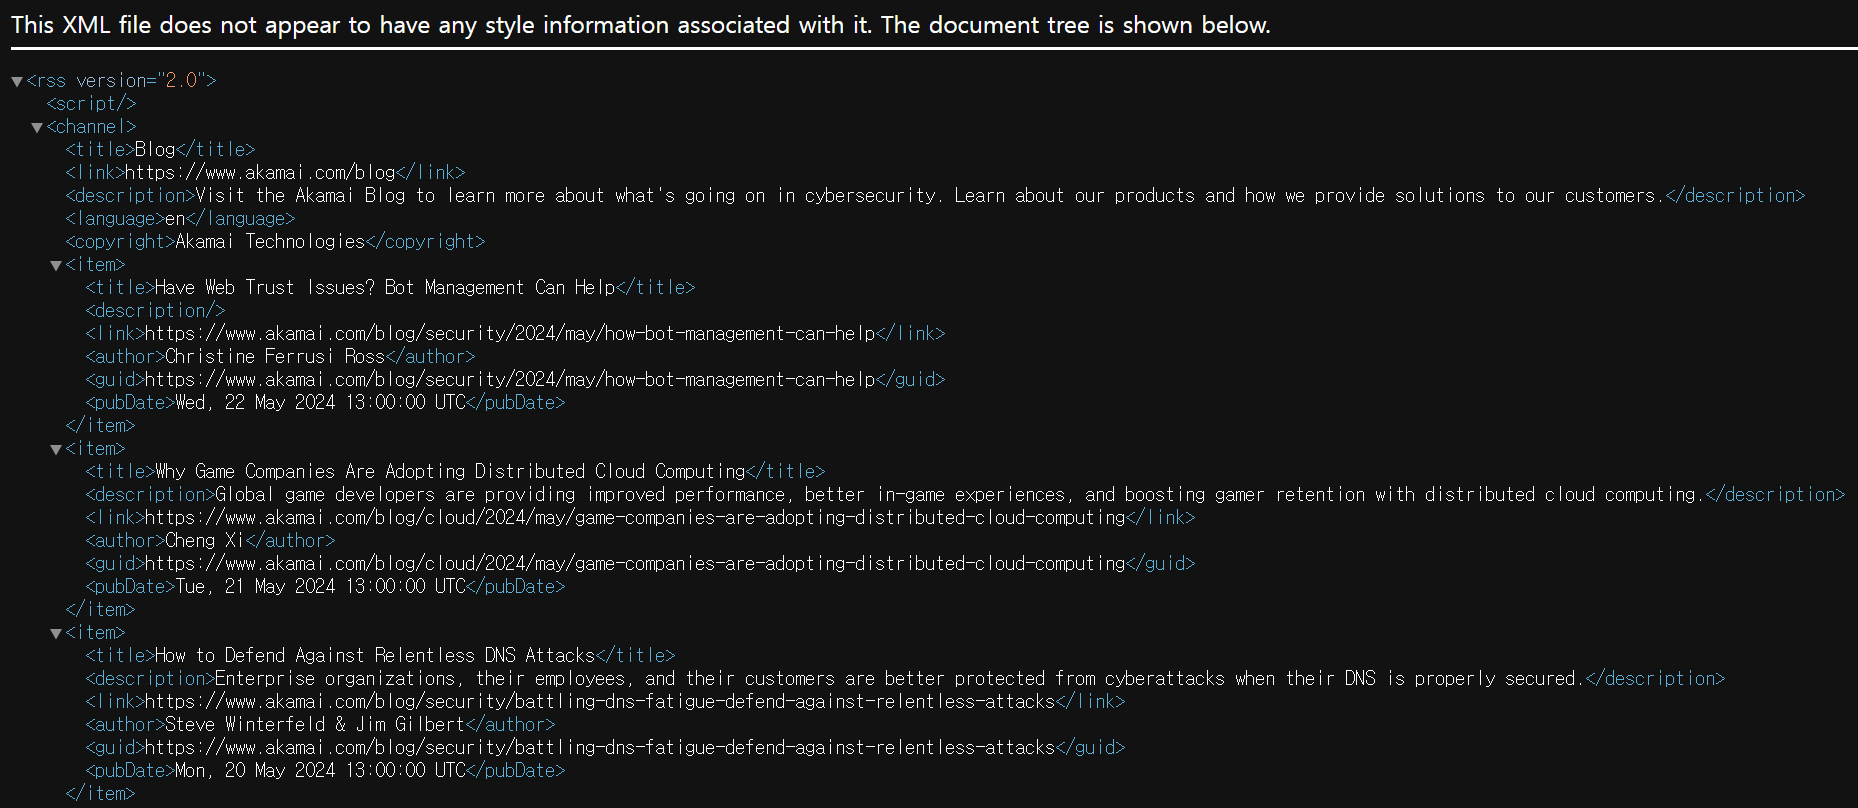 This XML file does not appear to have any style information associated with it. The document tree is shown below.
▼<rss version="2.0">
<script/>
▼<channel>
<title>Blog</title>
<link>https://www.akamai.com/blog</link>
<description>Visit the Akamai Blog to learn more about what's going on in cybersecurity. Learn about our products and how we provide solutions to our customers.</description>
<language>en</language>
<copyright>Akamai Technologies</copyright>
▼<item>
<title>Have Web Trust Issues? Bot Management Can Help</title>
<description/>
<link>https://www.akamai.com/blog/security/2024/may/how-bot-management-can-help</link>
<author>Christine Ferrusi Ross</author>
<guid>https://www.akamai.com/blog/security/2024/may/how-bot-management-can-help</guid>
<pubDate>Wed, 22 May 2024 13:00:00 UTC</pubDate>
</item>
▼<item>
<title>Why Game Companies Are Adopting Distributed Cloud Computing</title>
<description>Global game developers are providing improved performance, better in-game experiences, and boosting gamer retention with distributed cloud computing.</description>
<link>https://www.akamai.com/blog/cloud/2024/may/game-companies-are-adopting-distributed-cloud-computing</link>
<author>Cheng Xi</author>
<guid>https://www.akamai.com/blog/cloud/2024/may/game-companies-are-adopting-distributed-cloud-computing</guid>
<pubDate>Tue, 21 May 2024 13:00:00 UTC</pubDate>
</item>
▼<item>
<title>How to Defend Against Relentless DNS Attacks</title>
<description>Enterprise organizations, their employees, and their customers are better protected from cyberattacks when their DNS is properly secured.</description>
<link>https://www.akamai.com/blog/security/battling-dns-fatigue-defend-against-relentless-attacks</link>
<author>Steve Winterfeld & Jim Gilbert</author>
<guid>https://www.akamai.com/blog/security/battling-dns-fatigue-defend-against-relentless-attacks</guid>
<pubDate>Mon, 20 May 2024 13:00:00 UTC</pubDate>
</item>